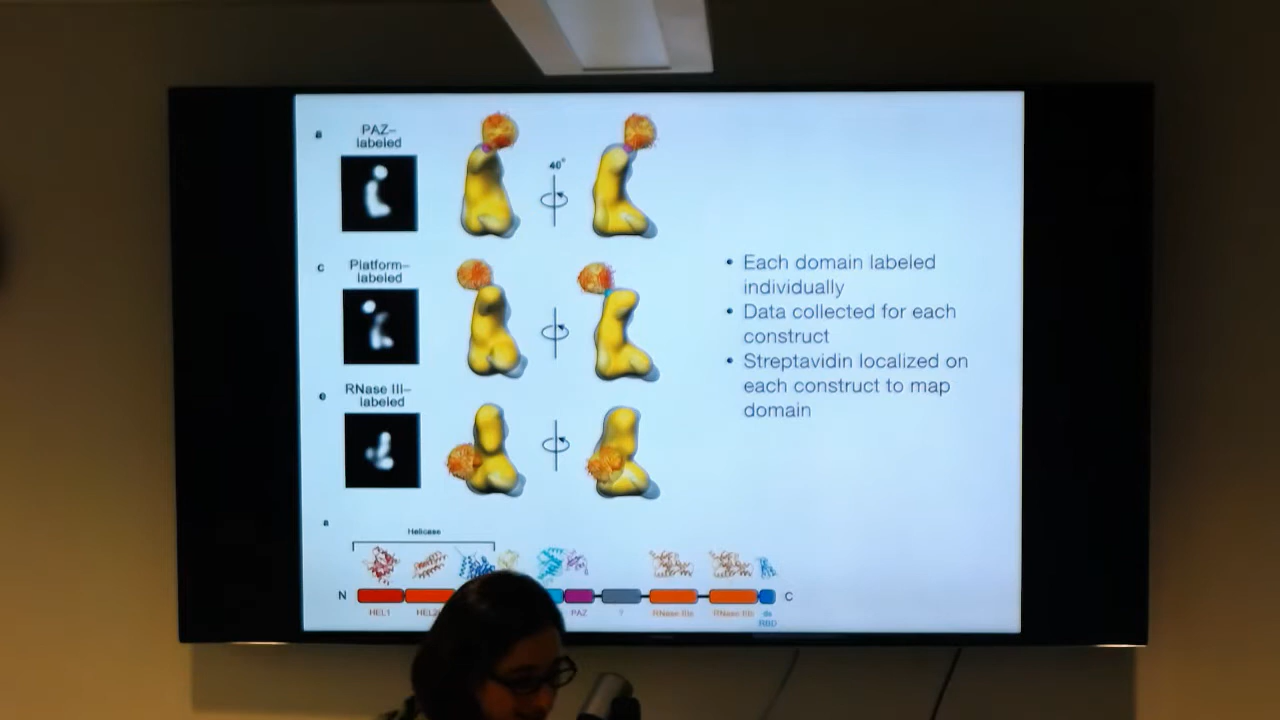 a
PAZ–
labeled
40°
c
Platform–
labeled
e
RNase III–
labeled
• Each domain labeled
individually
• Data collected for each
construct
• Streptavidin localized on
each construct to map
domain
a
Helicase
N
C
HEL1
PAZ
?
RNase IIIa
RNase IIIb
ds
RBD